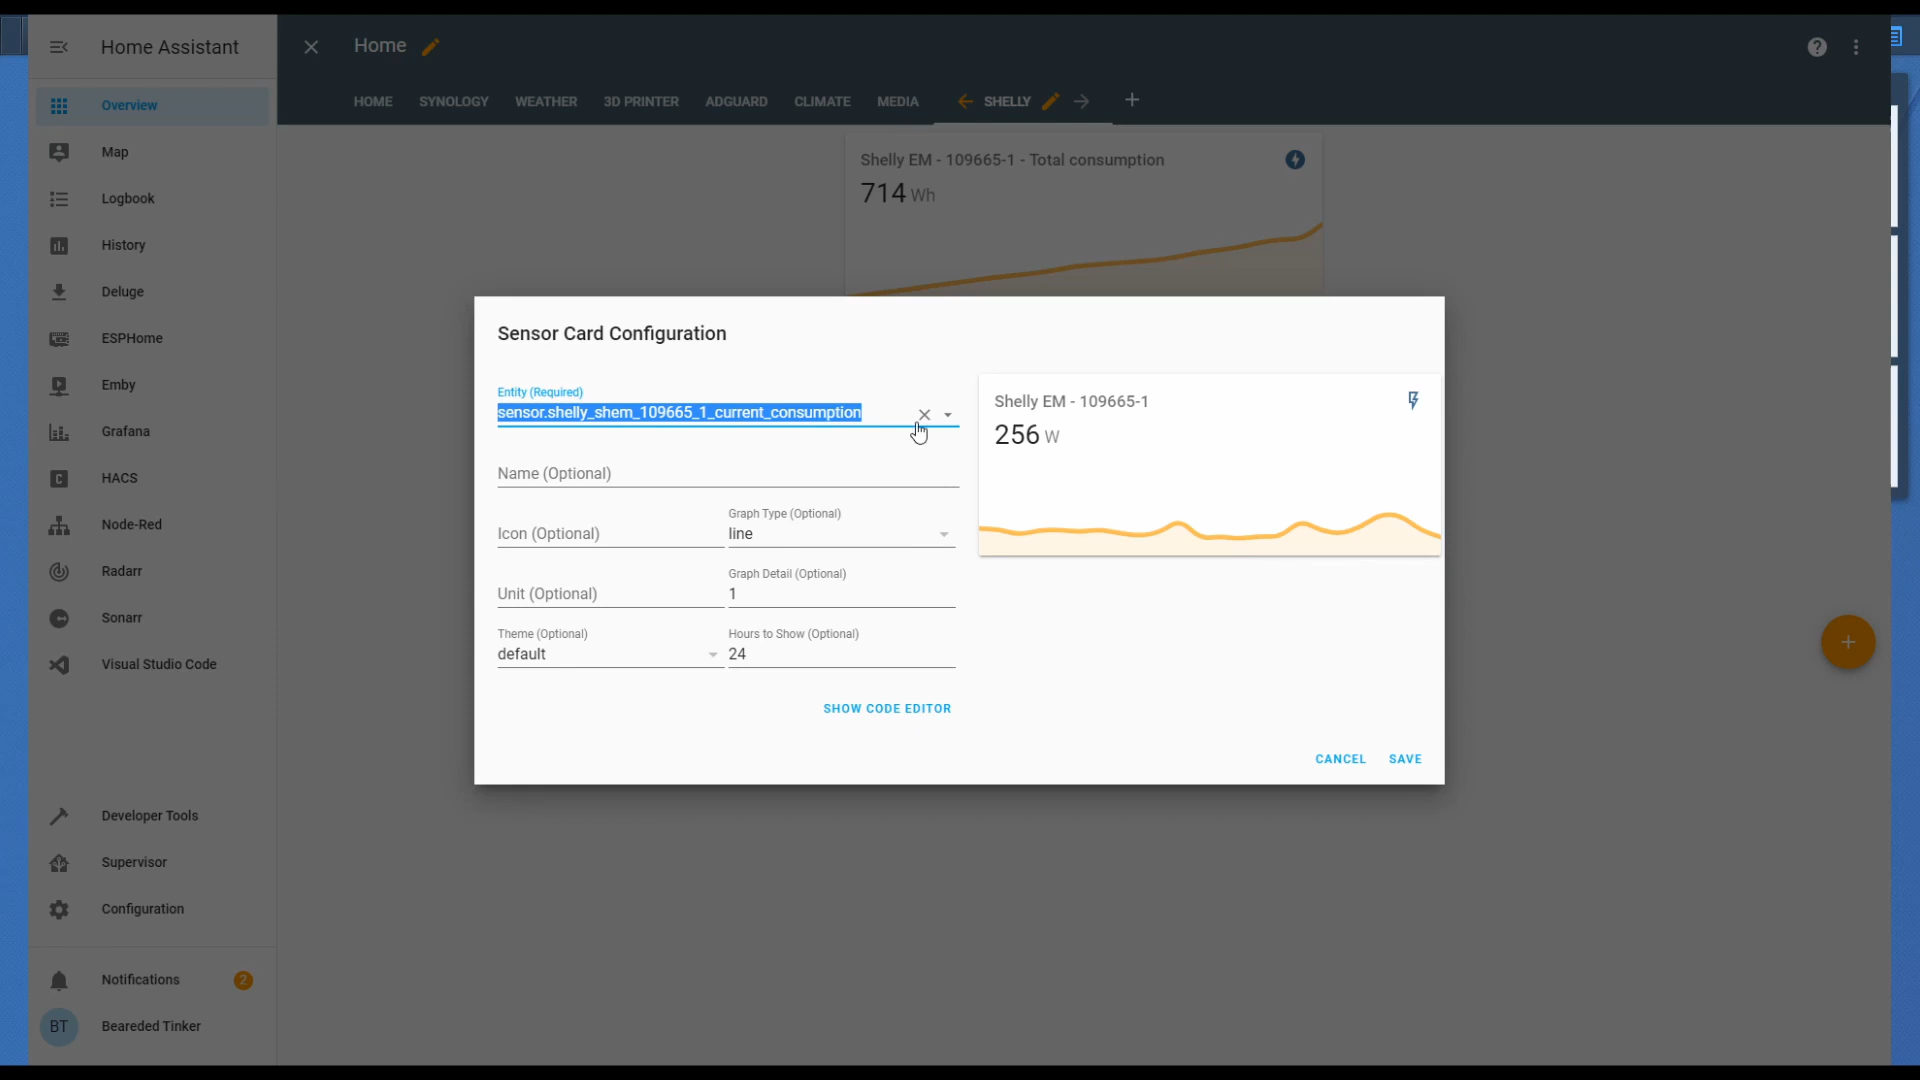 Home Assistant
Home
HOME SYNOLOGY WEATHER 3D PRINTER ADGUARD CLIMATE MEDIA SHELLY
Overview
Map
Logbook
History
Deluge
ESPHome
Emby
Grafana
HACS
Node-Red
Radarr
Sonarr
Visual Studio Code
Developer Tools
Supervisor
Configuration
Notifications 2
BT Beareded Tinker
Shelly EM - 109665-1 - Total consumption
714 Wh
Sensor Card Configuration
Entity (Required)
sensor.shelly_shem_109665_1_current_consumption
Name (Optional)
Icon (Optional)
Graph Type (Optional)
line
Unit (Optional)
Graph Detail (Optional)
1
Theme (Optional)
default
Hours to Show (Optional)
24
SHOW CODE EDITOR
Shelly EM - 109665-1
256 W
CANCEL SAVE